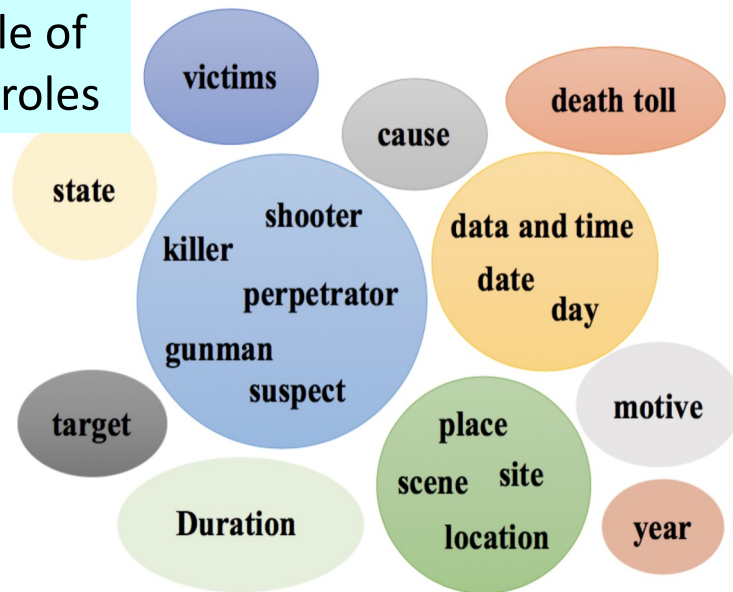 le of
roles
victims
cause
death toll
state
shooter
killer
perpetrator
gunman
suspect
data and time
date
day
target
motive
place
scene site
location
Duration
year